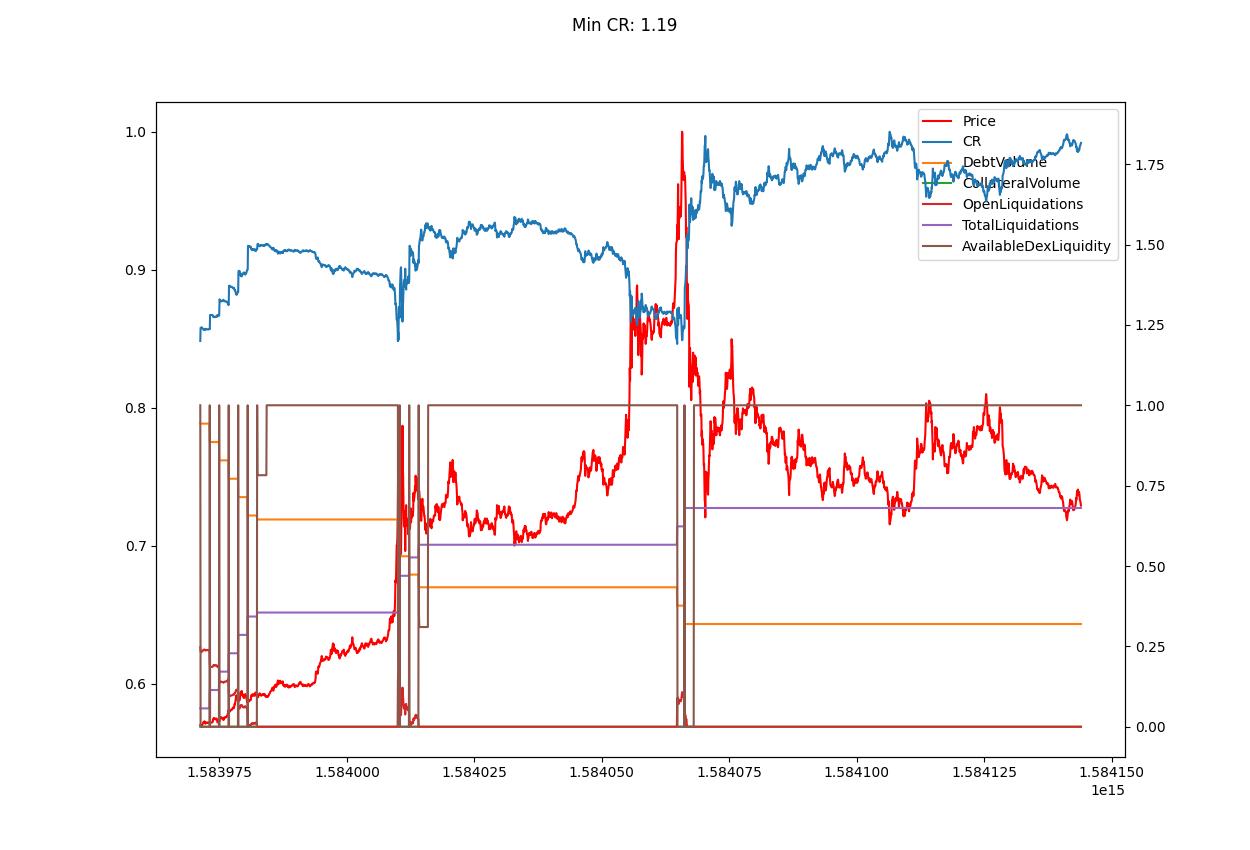 Min CR: 1.19
1.0
0.9
0.8
0.7
0.6
Price
CR
DebtVolume
CollateralVolume
OpenLiquidations
TotalLiquidations
AvailableDexLiquidity
1.75
1.50
1.25
1.00
0.75
0.50
0.25
0.00
1.583975 1.584000 1.584025 1.584050 1.584075 1.584100 1.584125 1.584150
1e15